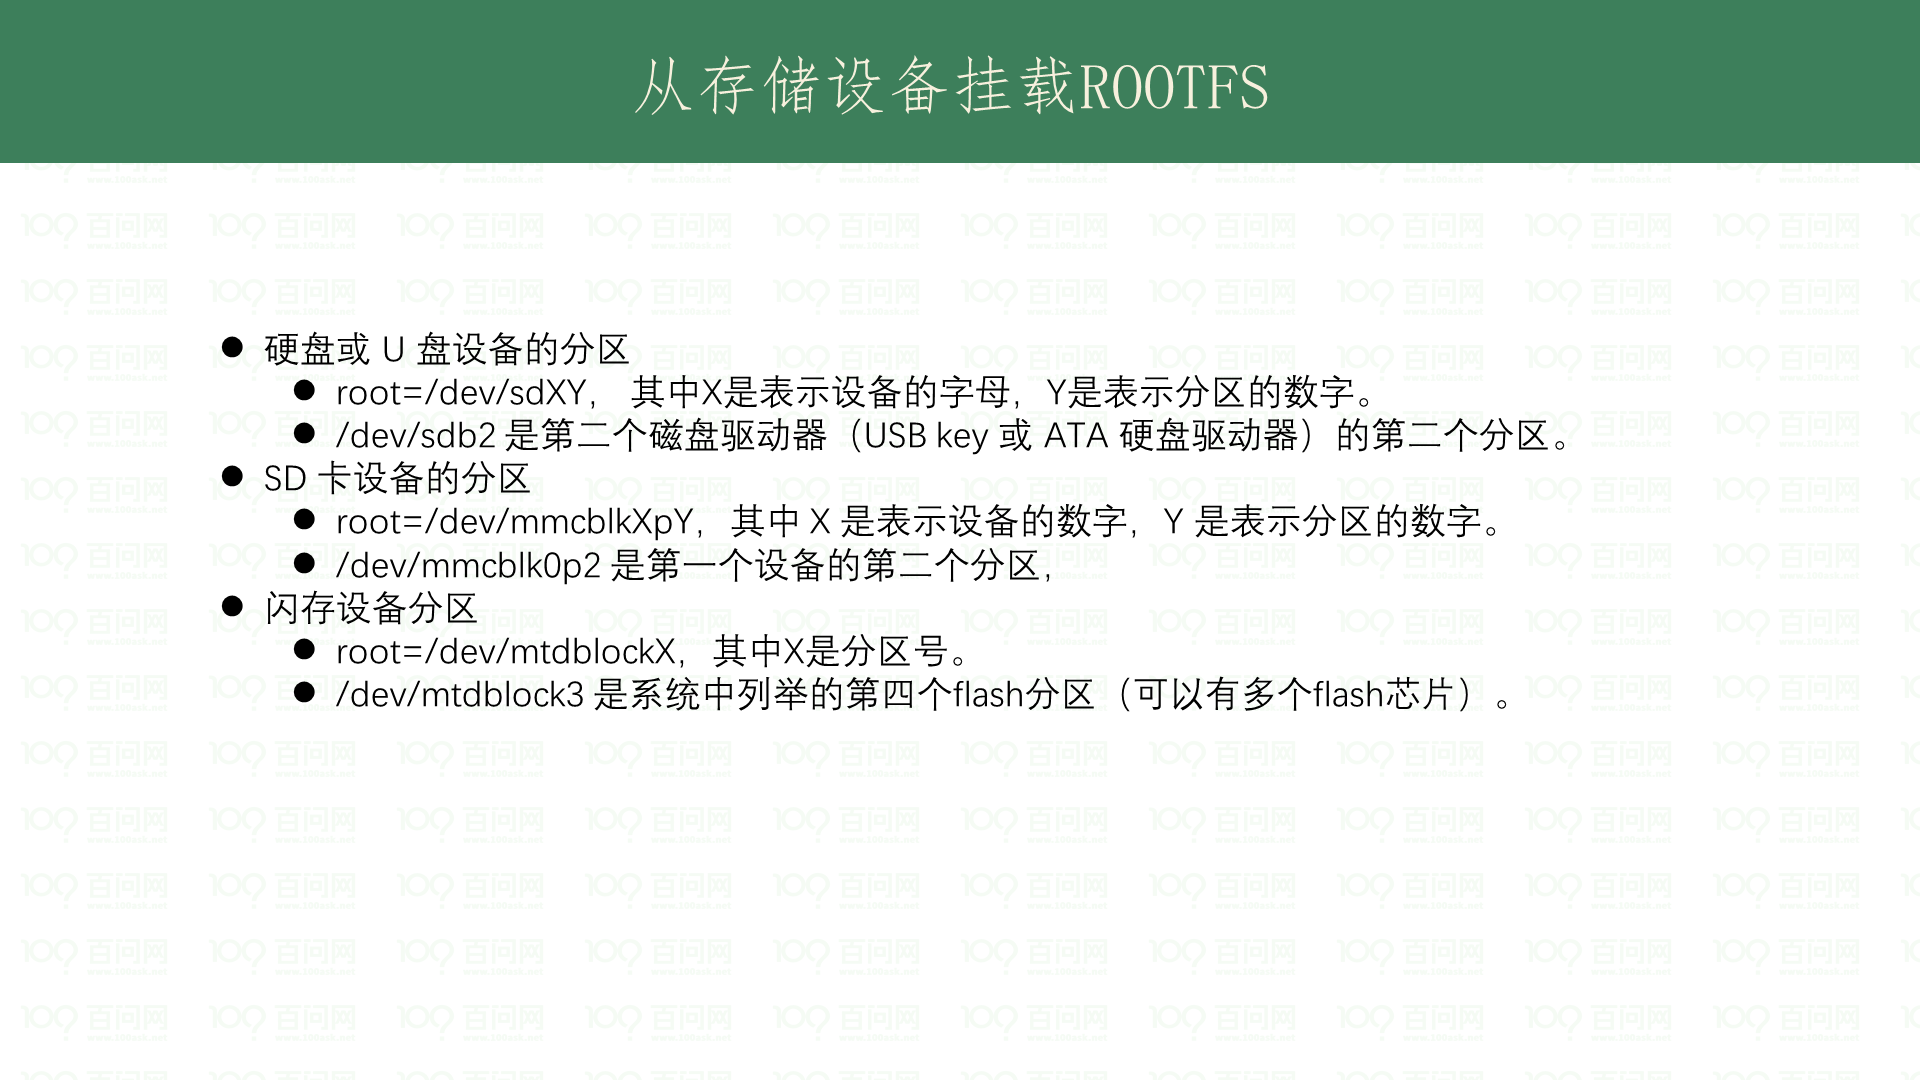 从存储设备挂载ROOTFS
硬盘或 U 盘设备的分区
root=/dev/sdXY， 其中X是表示设备的字母，Y是表示分区的数字。
/dev/sdb2 是第二个磁盘驱动器（USB key 或 ATA 硬盘驱动器）的第二个分区。
SD 卡设备的分区
root=/dev/mmcblkXpY，其中 X 是表示设备的数字，Y 是表示分区的数字。
/dev/mmcblk0p2 是第一个设备的第二个分区，
闪存设备分区
root=/dev/mtdblockX，其中X是分区号。
/dev/mtdblock3 是系统中列举的第四个flash分区（可以有多个flash芯片）。
百问网
www.100ask.net